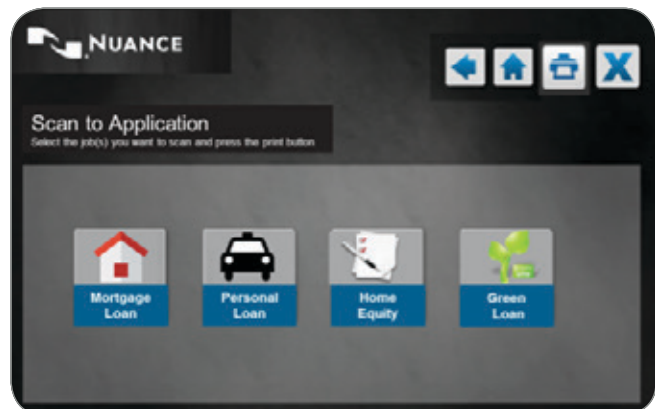 NUANCE
Scan to Application
Select the job(s) you want to scan and press the print button
Mortgage
Loan
Personal
Loan
Home
Equity
Green
Loan